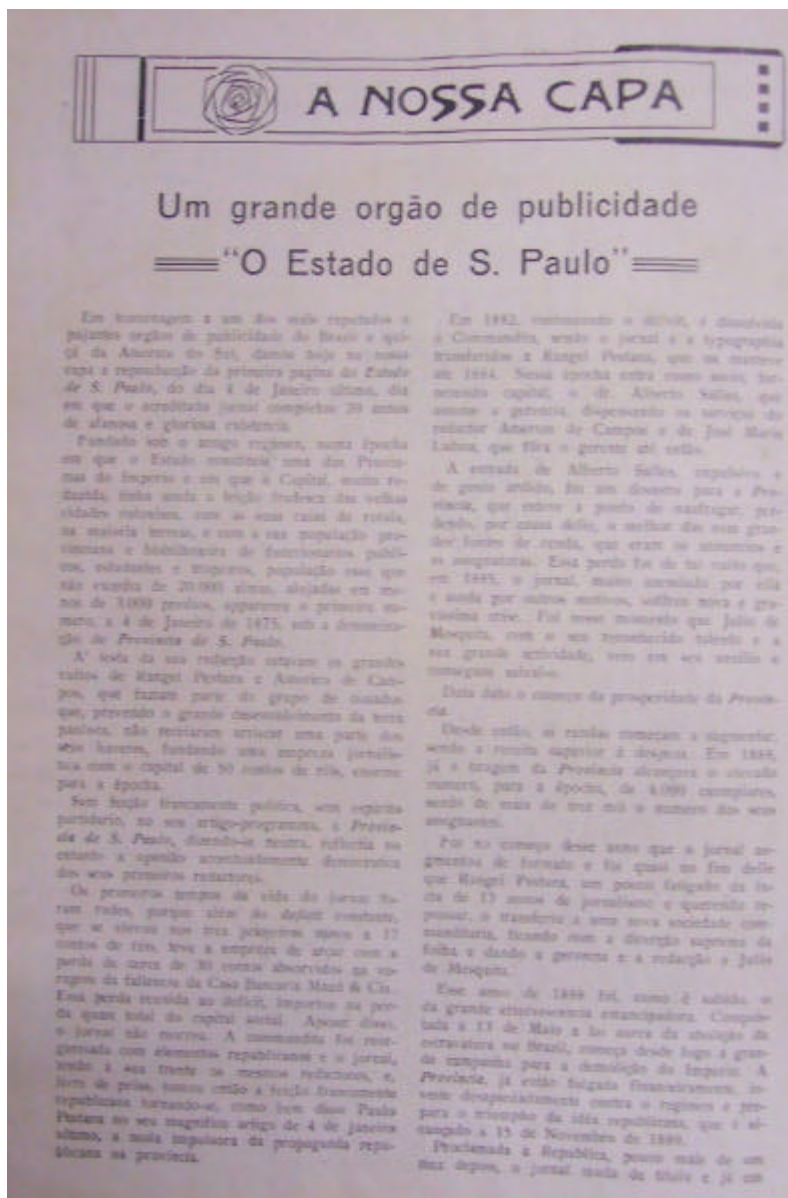 A NOSSA CAPA
Um grande orgão de publicidade
"O Estado de S. Paulo"
Em homenagem a um dos mais reputados e
pujantes orgãos de publicidade do Brasil e qui-
çá da America do Sul, damos hoje na nossa
capa a reproducção da primeira pagina do Estado
de S. Paulo, do dia 4 de Janeiro ultimo, dia
em que o acreditado jornal completou annos
de afanosa e gloriosa existencia.
Fundado sob o antigo regimen, numa época
em que o Estado constituia uma das Provin-
cias do Imperio e em que a Capital, muito re-
duzida, tinha ainda a feição das velhas
cidades coloniaes, com as suas casas de rotula,
na maioria terreas, e com a sua população pro-
vinciana e de funccionarios publi-
cos, estudantes e tropeiros, população essa que
não excedia de 20.000 almas, alojadas em me-
nos de 3.000 predios, appareceu o primeiro nu-
mero, a 4 de Janeiro de 1875, sob a denomina-
ção de Provincia de S. Paulo.
A' testa da sua redacção estavam os grandes
vultos de Rangel Pestana e Americo de Cam-
pos, que faziam parte do grupo de ousados
que, prevendo o grande desenvolvimento da terra
paulista, não receiaram arriscar uma parte dos
seus haveres, fundando uma empreza jornalis-
tica com o capital de 50 contos de réis, enorme
para a época.
Sem feição francamente politica, sem espirito
partidario, no seu artigo-programma, a Provin-
cia de S. Paulo, dizendo-se neutra, reflectia no
entanto a opinião accentuadamente democratica
dos seus primeiros redactores.
Os primeiros tempos da vida do jornal fo-
ram rudes, porque além do deficit constante,
que se elevou nos tres primeiros annos a 17
contos de réis, teve a empreza de arcar com a
perda de cerca de 30 contos absorvidos na vo-
ragem da fallencia da Casa Bancaria Mauá & Cia.
Essa perda reunida ao deficit, importou na per-
da quasi total do capital social. Apesar disso,
o jornal não morreu. A commandita foi reor-
ganisada com elementos republicanos e o jornal,
tendo á sua frente os mesmos redactores, e,
livre de peias, tomou então a feição francamente
republicana tornando-se, como bem disse Paulo
Pestana no seu magnifico artigo de 4 de janeiro
ultimo, a mola impulsora da propaganda repu-
blicana na provincia.
Em 1882, continuando o deficit, é dissolvida
a Commandita, sendo o jornal e a typographia
transferidos a Rangel Pestana, que os manteve
até 1884. Nessa época entra como socio, for-
necendo capital, o dr. Alberto Salles, que
assume a gerencia, dispensando os serviços do
redactor Americo de Campos e de José Maria
Lisboa, que fôra o gerente até então.
A entrada de Alberto Salles, impulsivo e
de genio ardido, foi um desastre para a Pro-
vincia, que esteve a ponto de naufragar, per-
dendo, por causa delle, o melhor das suas gran-
des fontes de renda, que eram os annuncios e
as assignaturas. Essa perda foi de tal vulto que,
em 1885, o jornal, muito por ella
e ainda por outros motivos, soffreu nova e gra-
vissima crise. Foi nesse momento que Julio de
Mesquita, com o seu reconhecido talento e a
sua grande actividade, vem em seu auxilio e
consegue salval-o.
Data dahi o começo da prosperidade da Provin-
cia.
Desde então, as rendas começam a augmentar,
sendo a receita superior á despeza. Em 1888,
já a tiragem da Provincia alcançava o elevado
numero, para a época, de 4.000 exemplares,
sendo de mais de tres mil o numero dos seus
assignantes.
Foi no começo desse anno que o jornal au-
gmentou de formato e foi quasi no fim delle
que Rangel Pestana, um pouco fatigado da lu-
cta de 13 annos de jornalismo e querendo re-
pousar, o transferiu a uma nova sociedade com-
manditaria, ficando com a direcção suprema da
folha e dando a gerencia e a redacção a Julio
de Mesquita.
Esse anno de 1888 foi, como é sabido, o
da grande effervescencia emancipadora. Conquis-
tada a 13 de Maio a lei aurea da abolição da
escravatura no Brasil, começa desde logo a gran-
de campanha para a demolição do Imperio. A
Provincia, já então folgada financeiramente, in-
veste desapiedadamente contra o regimen e pre-
para o triumpho da idéa republicana, que é al-
cançado a 15 de Novembro de 1889.
Proclamada a Republica, pouco mais de um
mez depois, o jornal muda de titulo e já em